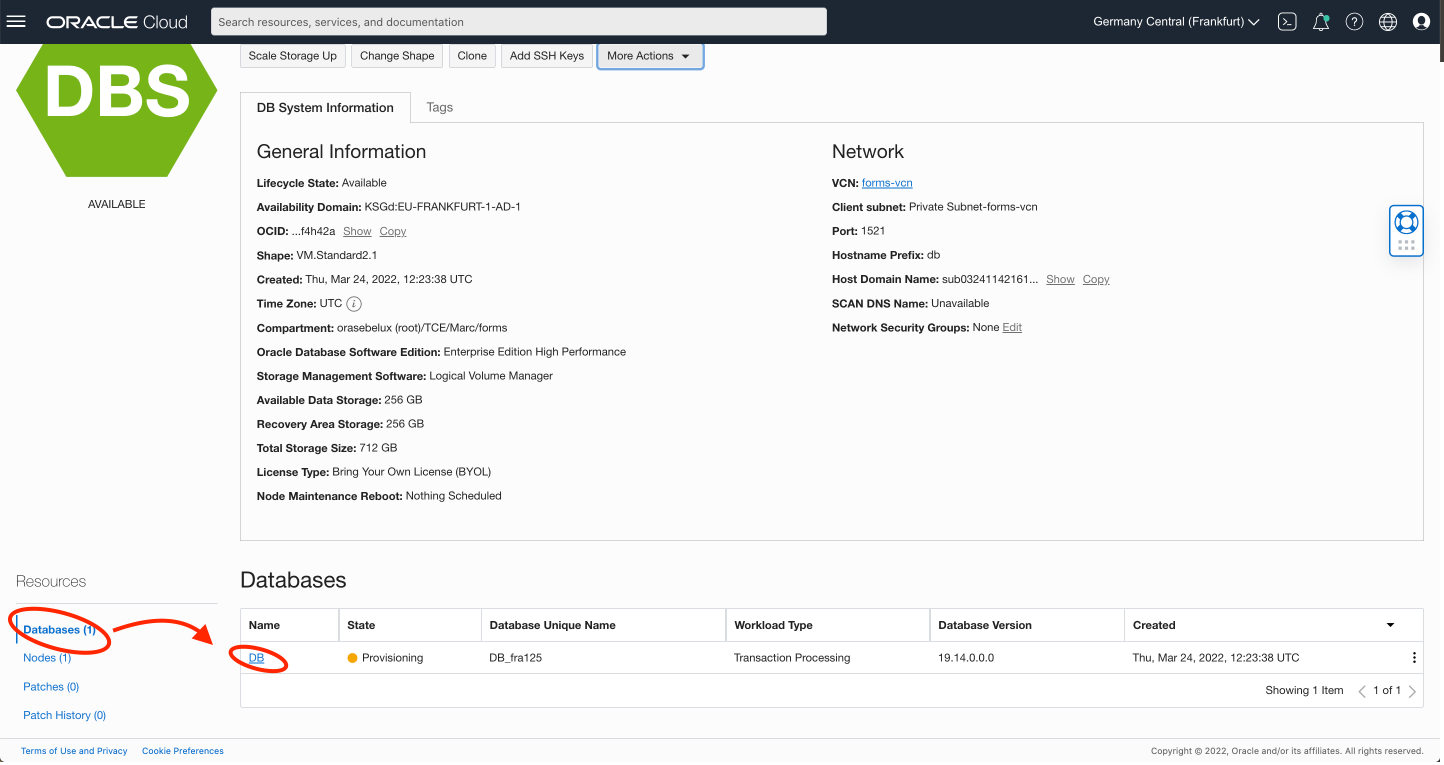 ORACLE Cloud
Search resources, services, and documentation
Germany Central (Frankfurt)
DBS
AVAILABLE
Scale Storage Up
Change Shape
Clone
Add SSH Keys
More Actions
DB System Information
Tags
General Information
Lifecycle State: Available
Availability Domain: KSGd:EU-FRANKFURT-1-AD-1
OCID: ...f4h42a Show Copy
Shape: VM.Standard2.1
Created: Thu, Mar 24, 2022, 12:23:38 UTC
Time Zone: UTC i
Compartment: orasebelux (root)/TCE/Marc/forms
Oracle Database Software Edition: Enterprise Edition High Performance
Storage Management Software: Logical Volume Manager
Available Data Storage: 256 GB
Recovery Area Storage: 256 GB
Total Storage Size: 712 GB
License Type: Bring Your Own License (BYOL)
Node Maintenance Reboot: Nothing Scheduled
Network
VCN: forms-vcn
Client subnet: Private Subnet-forms-vcn
Port: 1521
Hostname Prefix: db
Host Domain Name: sub03241142161... Show Copy
SCAN DNS Name: Unavailable
Network Security Groups: None Edit
Resources
Databases (1)
Nodes (1)
Patches (0)
Patch History (0)
Databases
Name State Database Unique Name Workload Type Database Version Created
DB Provisioning DB_fra125 Transaction Processing 19.14.0.0.0 Thu, Mar 24, 2022, 12:23:38 UTC
Showing 1 Item < 1 of 1 >
Terms of Use and Privacy Cookie Preferences
Copyright © 2022, Oracle and/or its affiliates. All rights reserved.